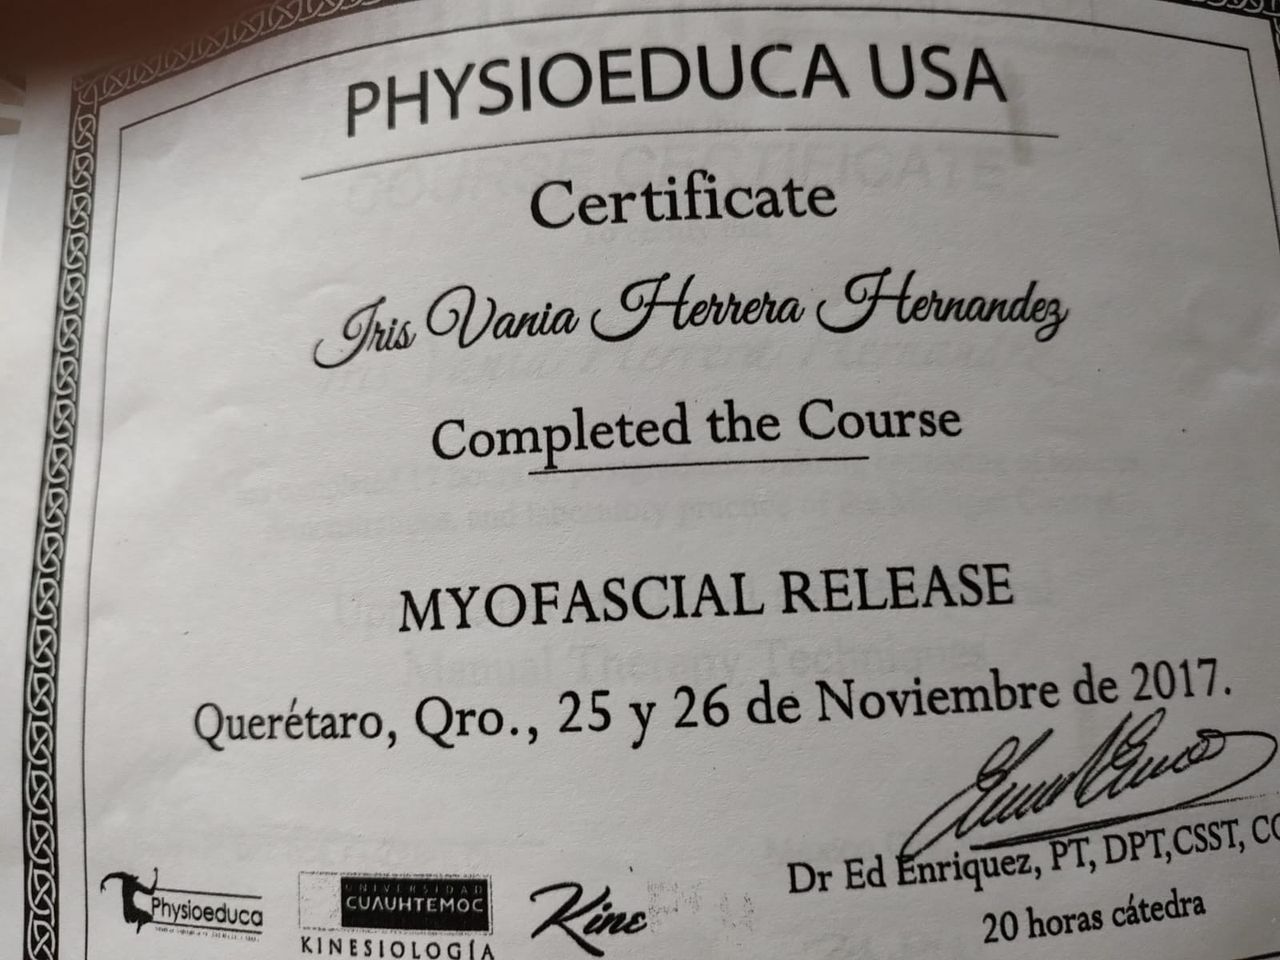 PHYSIOEDUCA USA
Certificate
Iris Vania Herrera Hernandez
Completed the Course
MYOFASCIAL RELEASE
Querétaro, Qro., 25 y 26 de Noviembre de 2017.
Dr Ed Enriquez, PT, DPT,CSST, CO
20 horas cátedra
Physioeduca
UNIVERSIDAD
CUAUHTEMOC
KINESIOLOGÍA
Kine